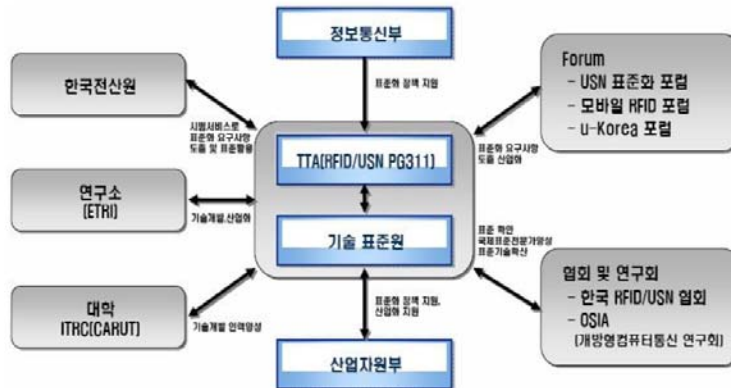 정보통신부
한국전산원
표준화 정책 지원
Forum
- USN 표준화 포럼
- 모바일 RFID 포럼
- u-Korea 포럼
시범서비스로
표준화 요구사항
도출 및 표준활용
TTA(RFID/USN PG311)
표준화 요구사항
도출 산업화
연구소
(ETRI)
기술개발,산업화
기술 표준원
표준 확인
국제표준전문가양성
표준기술확산
대학
ITRC(CARUT)
기술개발 인력양성
표준화 정책 지원,
산업화 지원
협회 및 연구회
- 한국 RFID/USN 협회
- OSIA
(개방형컴퓨터통신 연구회)
산업자원부